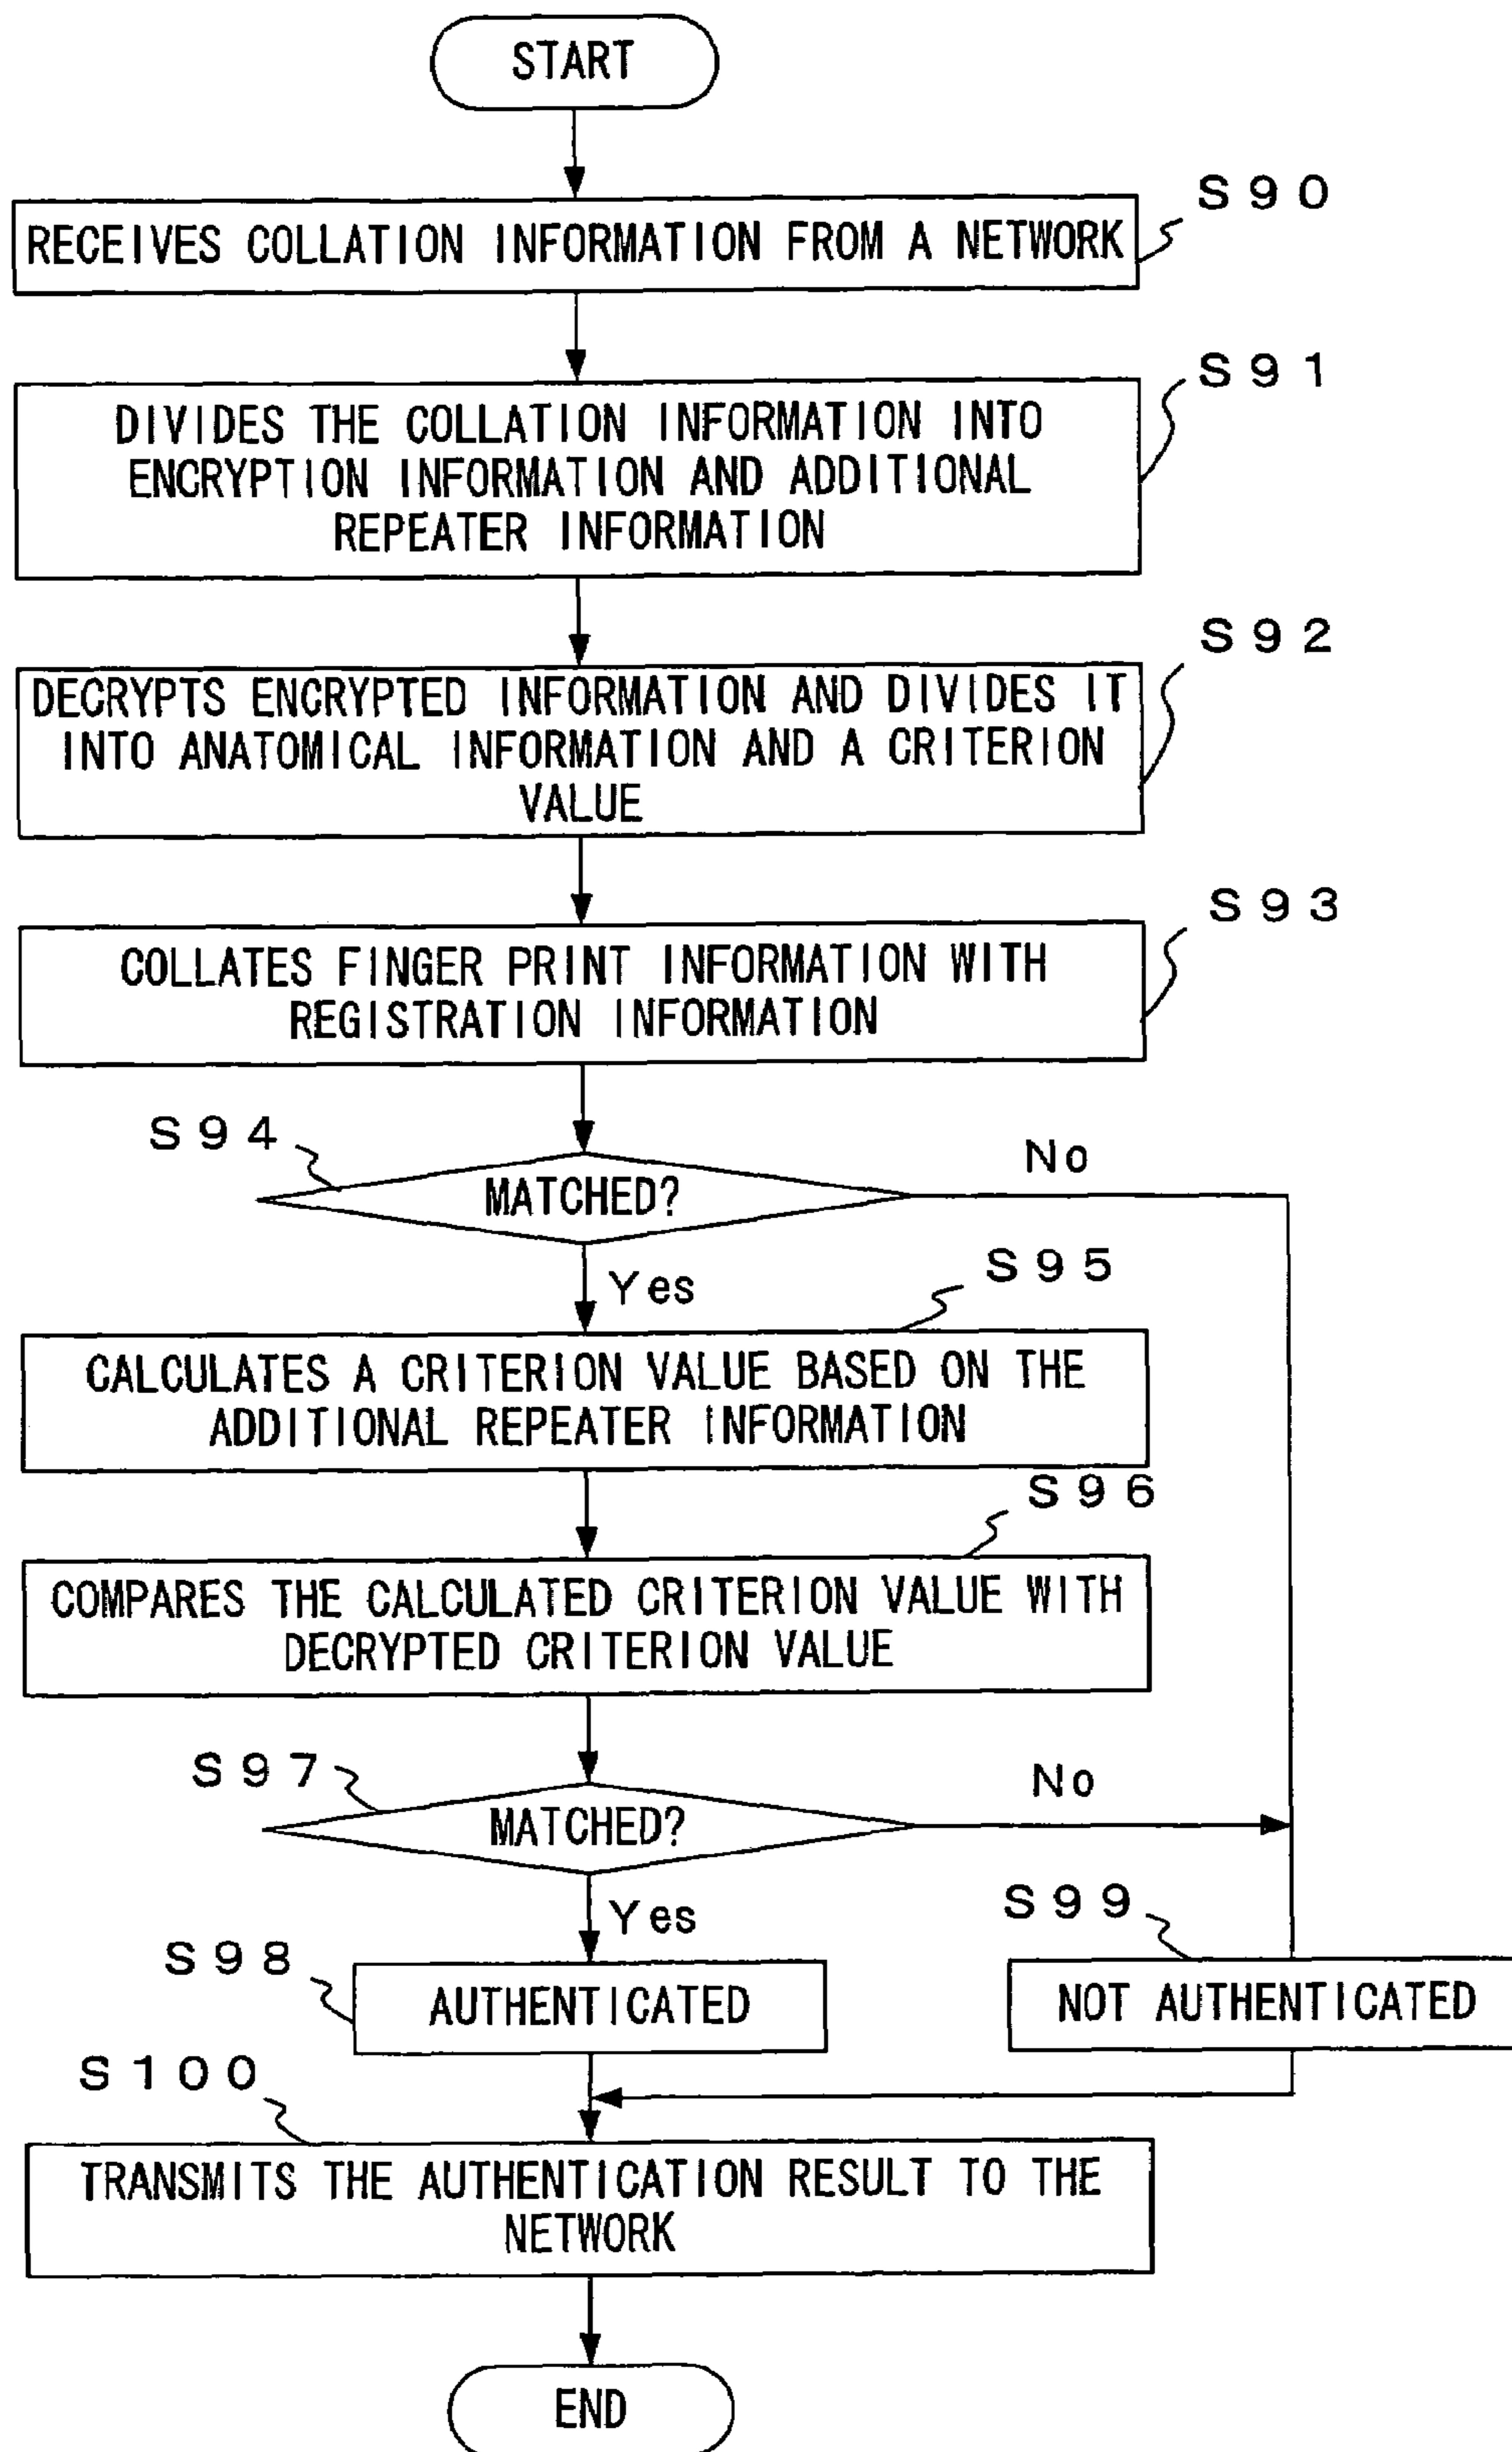 START
S90
RECEIVES COLLATION INFORMATION FROM A NETWORK
S91
DIVIDES THE COLLATION INFORMATION INTO
ENCRYPTION INFORMATION AND ADDITIONAL
REPEATER INFORMATION
S92
DECRYPTS ENCRYPTED INFORMATION AND DIVIDES IT
INTO ANATOMICAL INFORMATION AND A CRITERION
VALUE
S93
COLLATES FINGER PRINT INFORMATION WITH
REGISTRATION INFORMATION
S94
No
MATCHED?
Yes
S95
CALCULATES A CRITERION VALUE BASED ON THE
ADDITIONAL REPEATER INFORMATION
S96
COMPARES THE CALCULATED CRITERION VALUE WITH
DECRYPTED CRITERION VALUE
S97
No
MATCHED?
Yes
S98
AUTHENTICATED
S99
NOT AUTHENTICATED
S100
TRANSMITS THE AUTHENTICATION RESULT TO THE
NETWORK
END